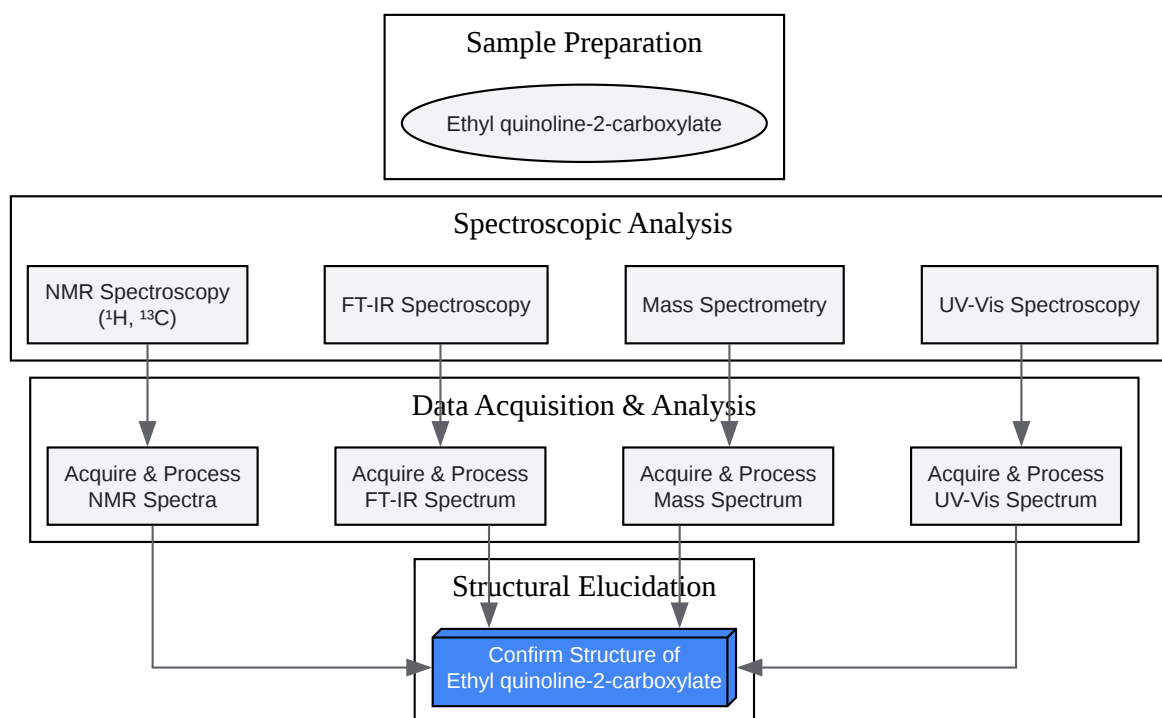 Sample Preparation
Ethyl quinoline-2-carboxylate
Spectroscopic Analysis
NMR Spectroscopy
(¹H, ¹³C)
FT-IR Spectroscopy
Mass Spectrometry
UV-Vis Spectroscopy
Data Acquisition & Analysis
Acquire & Process
NMR Spectra
Acquire & Process
FT-IR Spectrum
Acquire & Process
Mass Spectrum
Acquire & Process
UV-Vis Spectrum
Structural Elucidation
Confirm Structure of
Ethyl quinoline-2-carboxylate